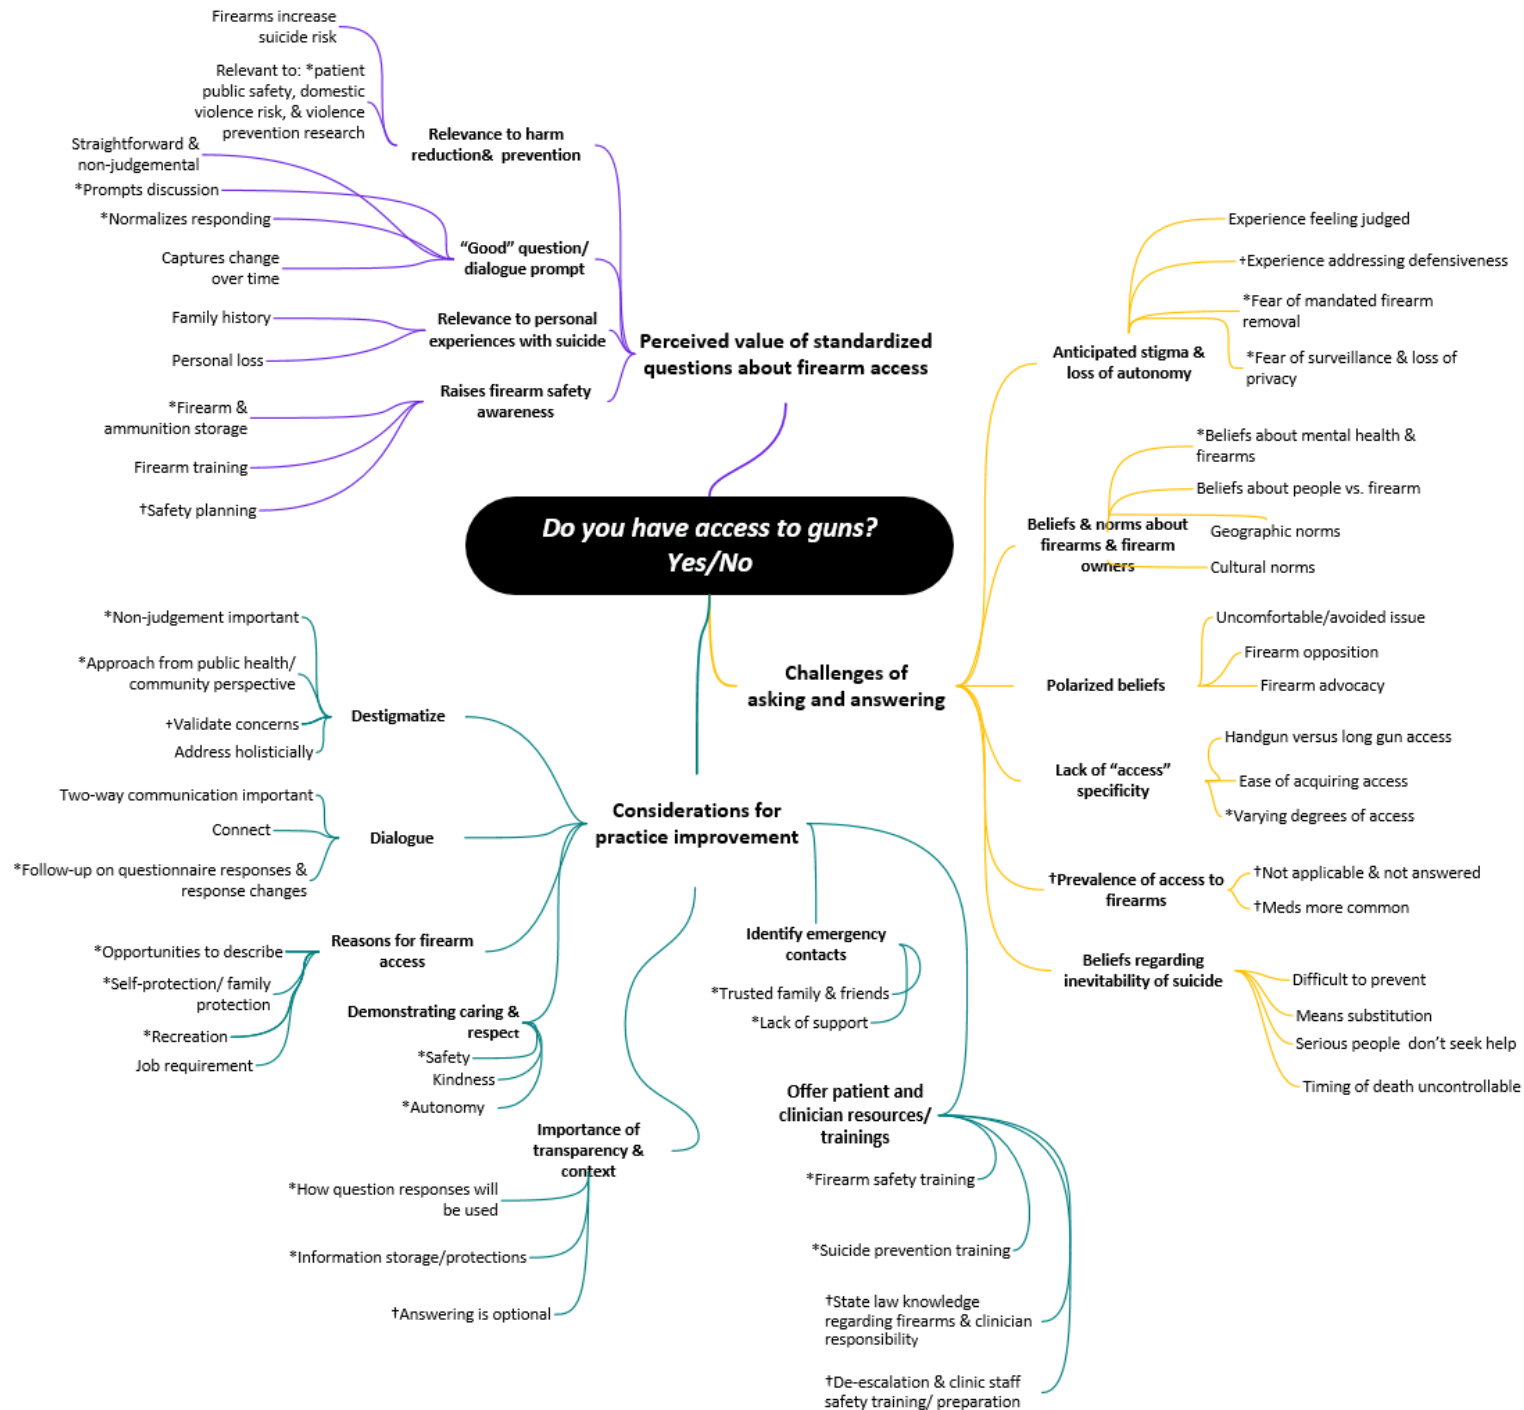 Firearms increase
suicide risk
Relevant to: *patient
public safety, domestic
violence risk, & violence
prevention research
Relevance to harm
reduction& prevention
Straightforward &
non-judgemental
*Prompts discussion
*Normalizes responding
Captures change
over time
“Good” question/
dialogue prompt
Family history
Personal loss
Relevance to personal
experiences with suicide
*Firearm &
ammunition storage
Firearm training
†Safety planning
Raises firearm safety
awareness
Perceived value of standardized
questions about firearm access
Do you have access to guns?
Yes/No
Challenges of
asking and answering
Anticipated stigma &
loss of autonomy
Experience feeling judged
†Experience addressing defensiveness
*Fear of mandated firearm
removal
*Fear of surveillance & loss of
privacy
Beliefs & norms about
firearms & firearm
owners
*Beliefs about mental health &
firearms
Beliefs about people vs. firearm
Geographic norms
Cultural norms
Polarized beliefs
Uncomfortable/avoided issue
Firearm opposition
Firearm advocacy
Lack of “access”
specificity
Handgun versus long gun access
Ease of acquiring access
*Varying degrees of access
†Prevalence of access to
firearms
†Not applicable & not answered
†Meds more common
Beliefs regarding
inevitability of suicide
Difficult to prevent
Means substitution
Serious people don’t seek help
Timing of death uncontrollable
Considerations for
practice improvement
*Non-judgement important
*Approach from public health/
community perspective
†Validate concerns
Address holisticially
Destigmatize
Two-way communication important
Connect
*Follow-up on questionnaire responses &
response changes
Dialogue
*Opportunities to describe
*Self-protection/ family
protection
*Recreation
Job requirement
Reasons for firearm
access
Demonstrating caring &
respect
*Safety
Kindness
*Autonomy
Importance of
transparency &
context
*How question responses will
be used
*Information storage/protections
†Answering is optional
Identify emergency
contacts
*Trusted family & friends
*Lack of support
Offer patient and
clinician resources/
trainings
*Firearm safety training
*Suicide prevention training
†State law knowledge
regarding firearms & clinician
responsibility
†De-escalation & clinic staff
safety training/ preparation